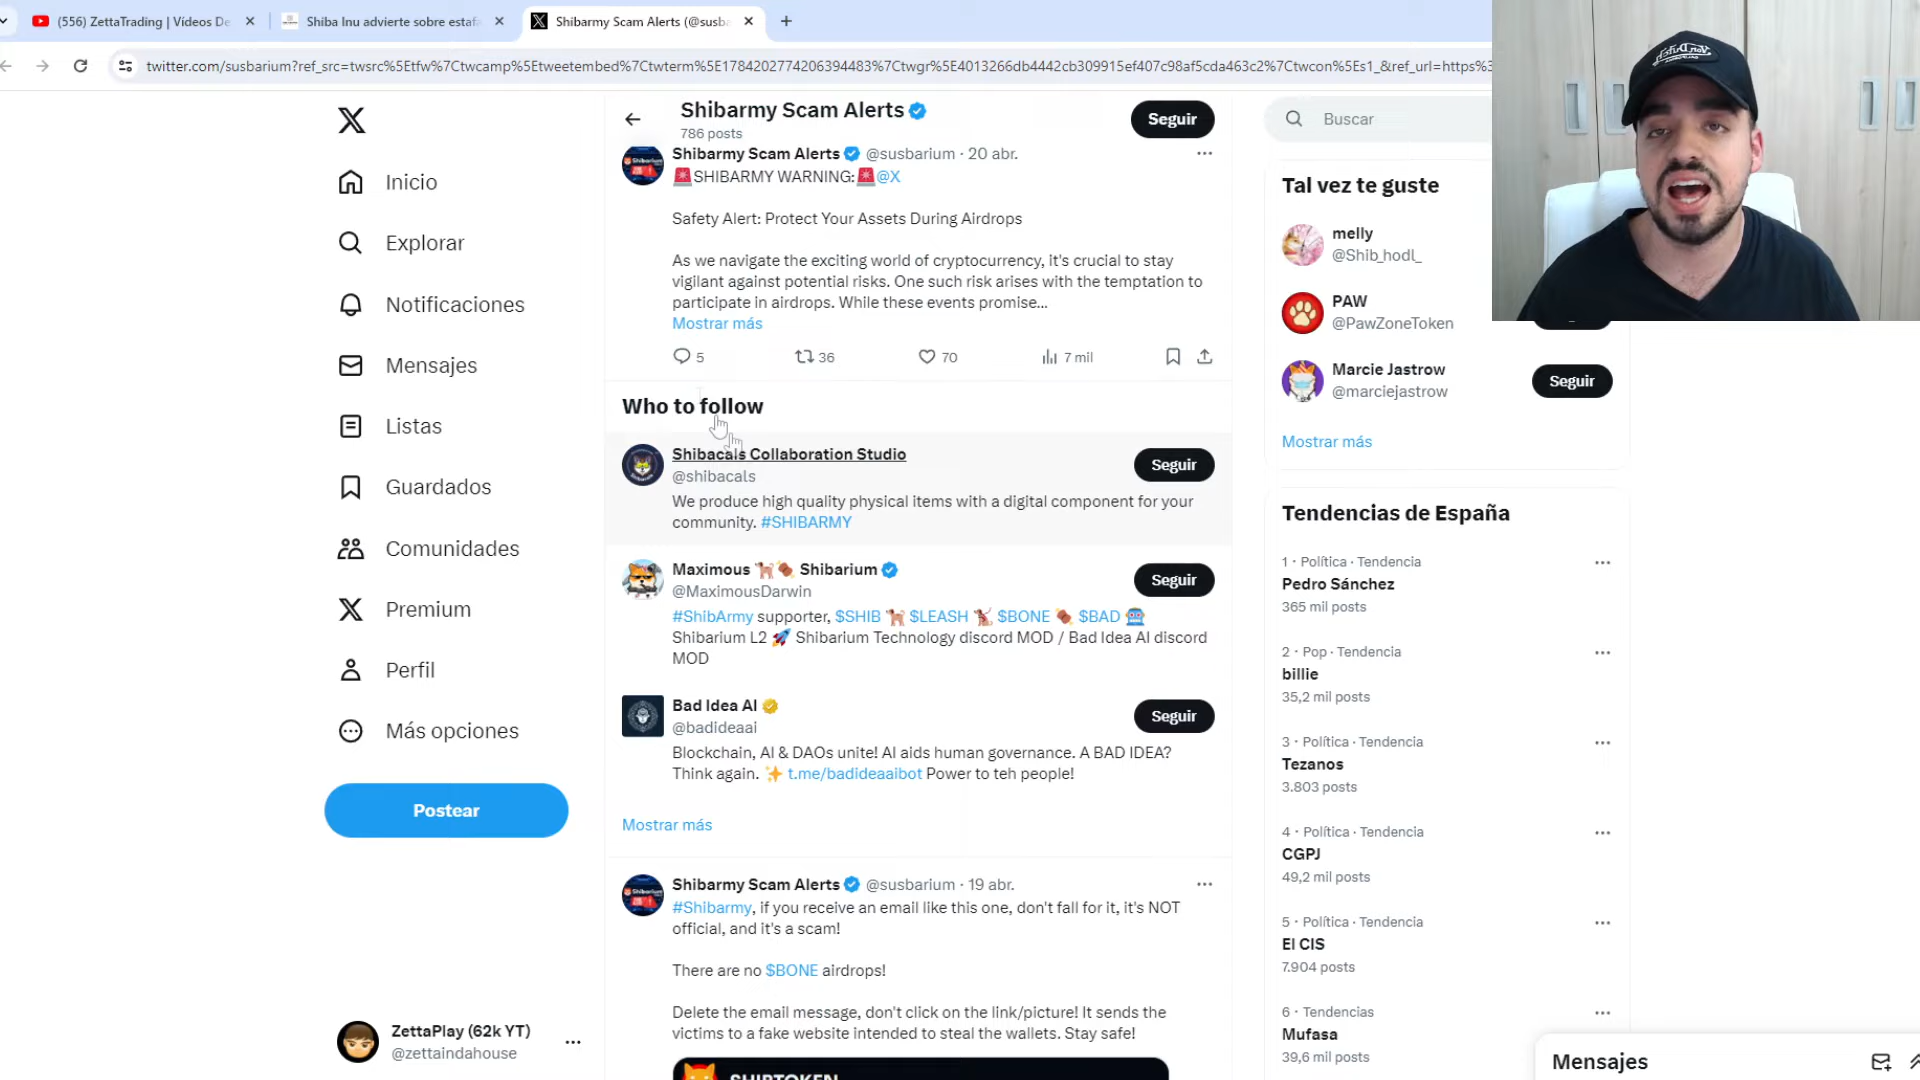 (556) ZettaTrading | Videos De
Shiba Inu advierte sobre estafa
Shibarmy Scam Alerts (@susba
twitter.com/susbarium?ref_src=twsrc%5Etfw%7Ctwcamp%5Etweetembed%7Ctwterm%5E1784202774206394483%7Ctwgr%5E4013266db4442cb309915ef407c98af5cda463c2%7Ctwcon%5Es1_&ref_url=https%3
Inicio
Explorar
Notificaciones
Mensajes
Listas
Guardados
Comunidades
Premium
Perfil
Más opciones
Postear
ZettaPlay (62k YT)
@zettaindahouse
Shibarmy Scam Alerts
786 posts
Seguir
Shibarmy Scam Alerts @susbarium · 20 abr.
🚨SHIBARMY WARNING:🚨@X
Safety Alert: Protect Your Assets During Airdrops
As we navigate the exciting world of cryptocurrency, it's crucial to stay
vigilant against potential risks. One such risk arises with the temptation to
participate in airdrops. While these events promise...
Mostrar más
5 36 70 7 mil
Who to follow
Shibacals Collaboration Studio
@shibacals
Seguir
We produce high quality physical items with a digital component for your
community. #SHIBARMY
Maximous 🐕🍖 Shibarium
@MaximousDarwin
Seguir
#ShibArmy supporter, $SHIB 🐕 $LEASH 🐕 $BONE 🍖 $BAD 🤖
Shibarium L2 🚀 Shibarium Technology discord MOD / Bad Idea AI discord
MOD
Bad Idea AI
@badideaai
Seguir
Blockchain, AI & DAOs unite! AI aids human governance. A BAD IDEA?
Think again. ✨ t.me/badideaaibot Power to teh people!
Mostrar más
Shibarmy Scam Alerts @susbarium · 19 abr.
#Shibarmy, if you receive an email like this one, don't fall for it, it's NOT
official, and it's a scam!
There are no $BONE airdrops!
Delete the email message, don't click on the link/picture! It sends the
victims to a fake website intended to steal the wallets. Stay safe!
SHIBTOKEN
Buscar
Tal vez te guste
melly
@Shib_hodl_
PAW
@PawZoneToken
Marcie Jastrow
@marciejastrow
Seguir
Mostrar más
Tendencias de España
1 · Política · Tendencia
Pedro Sánchez
365 mil posts
2 · Pop · Tendencia
billie
35,2 mil posts
3 · Política · Tendencia
Tezanos
3.803 posts
4 · Política · Tendencia
CGPJ
49,2 mil posts
5 · Política · Tendencia
El CIS
7.904 posts
6 · Tendencias
Mufasa
39,6 mil posts
Mensajes